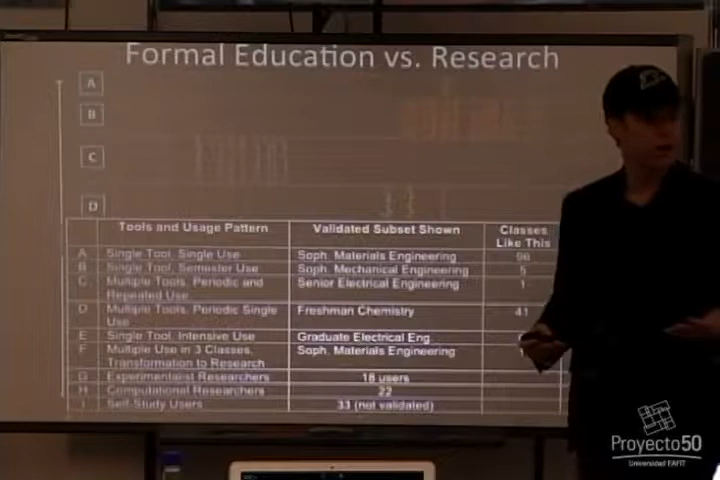 Formal Education vs. Research
A
B
C
D
Tools and Usage Pattern Validated Subset Shown Classes Like This
A Single Tool, Single Use Soph. Materials Engineering 98
B Single Tool, Semester Use Soph. Mechanical Engineering 5
C Multiple Tools, Periodic and Repeated Use Senior Electrical Engineering 1
D Multiple Tools, Periodic Single Use Freshman Chemistry 41
E Single Tool, Intensive Use Graduate Electrical Eng
F Multiple Use in 3 Classes, Transformation to Research Soph. Materials Engineering
G Experimentalist Researchers 18 users
H Computational Researchers 22
I Self-Study Users 33 (not validated)
Proyecto50
Universidad EAFIT